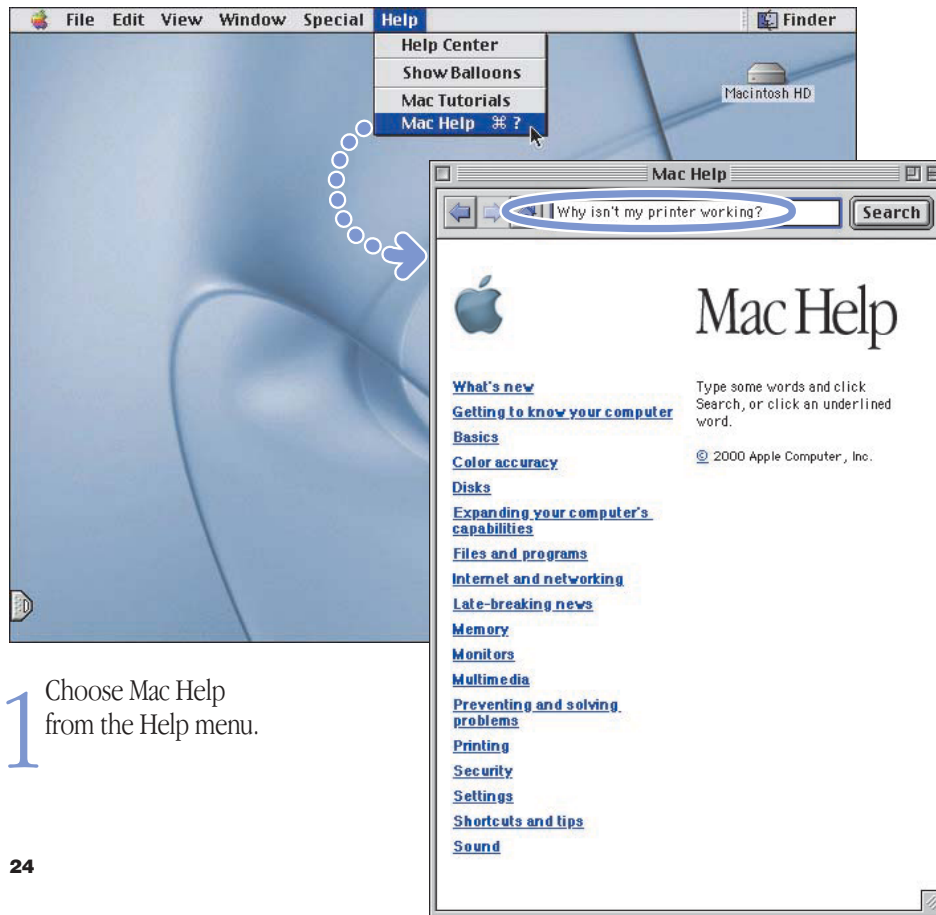 File Edit View Window Special Help Finder
Help Center
Show Balloons
Mac Tutorials
Mac Help ⌘ ?
Macintosh HD
Mac Help
Why isn't my printer working?
Search
Mac Help
What's new
Getting to know your computer
Basics
Color accuracy
Disks
Expanding your computer's
capabilities
Files and programs
Internet and networking
Late-breaking news
Memory
Monitors
Multimedia
Preventing and solving
problems
Printing
Security
Settings
Shortcuts and tips
Sound
Type some words and click
Search, or click an underlined
word.
© 2000 Apple Computer, Inc.
1 Choose Mac Help
from the Help menu.
24